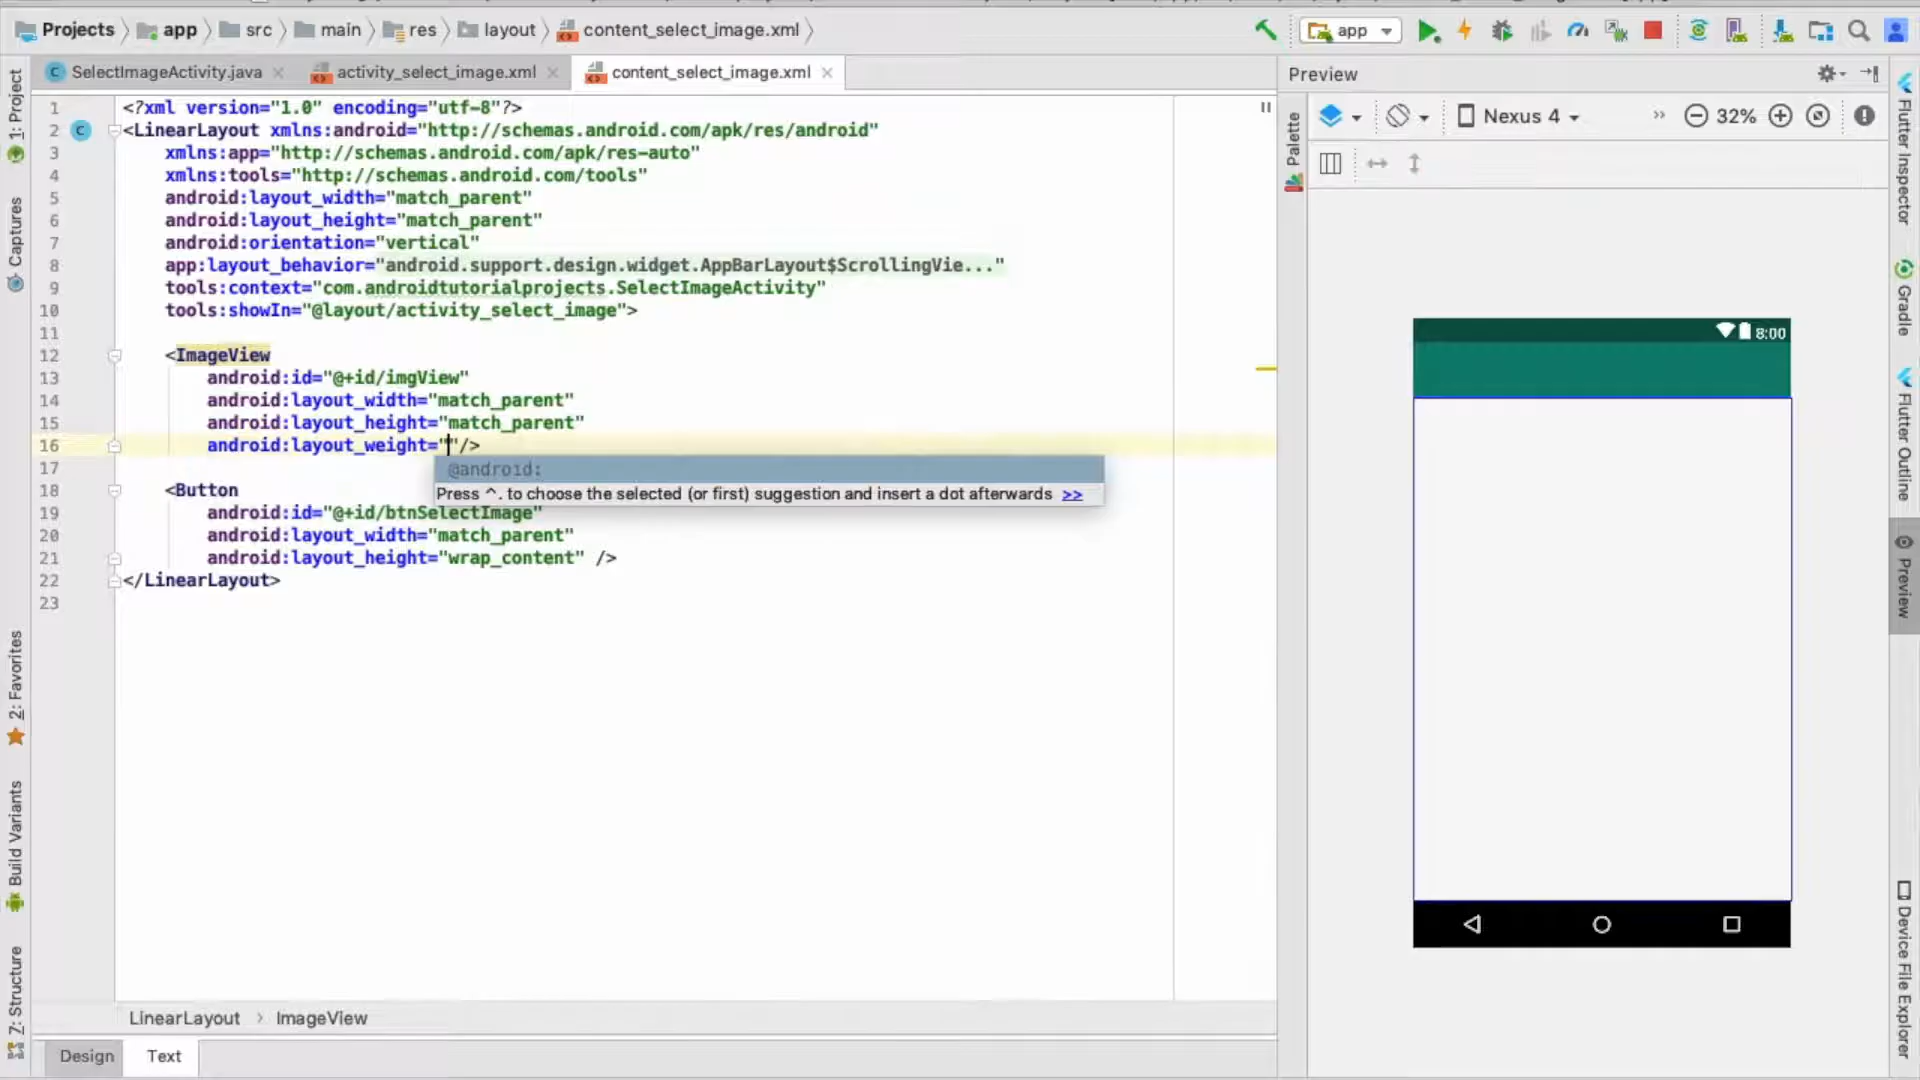 Projects app src main res layout content_select_image.xml
app
SelectImageActivity.java activity_select_image.xml content_select_image.xml
Preview
Nexus 4 32%
1 <?xml version="1.0" encoding="utf-8"?>
2 <LinearLayout xmlns:android="http://schemas.android.com/apk/res/android"
3 xmlns:app="http://schemas.android.com/apk/res-auto"
4 xmlns:tools="http://schemas.android.com/tools"
5 android:layout_width="match_parent"
6 android:layout_height="match_parent"
7 android:orientation="vertical"
8 app:layout_behavior="android.support.design.widget.AppBarLayout$ScrollingVie..."
9 tools:context="com.androidtutorialprojects.SelectImageActivity"
10 tools:showIn="@layout/activity_select_image">
11
12 <ImageView
13 android:id="@+id/imgView"
14 android:layout_width="match_parent"
15 android:layout_height="match_parent"
16 android:layout_weight=""/>
17
@android:
Press ^. to choose the selected (or first) suggestion and insert a dot afterwards >>
18 <Button
19 android:id="@+id/btnSelectImage"
20 android:layout_width="match_parent"
21 android:layout_height="wrap_content" />
22 </LinearLayout>
23
8:00
LinearLayout › ImageView
Design Text
1: Project
Captures
2: Favorites
Build Variants
7: Structure
Palette
Flutter Inspector
Gradle
Flutter Outline
Preview
Device File Explorer